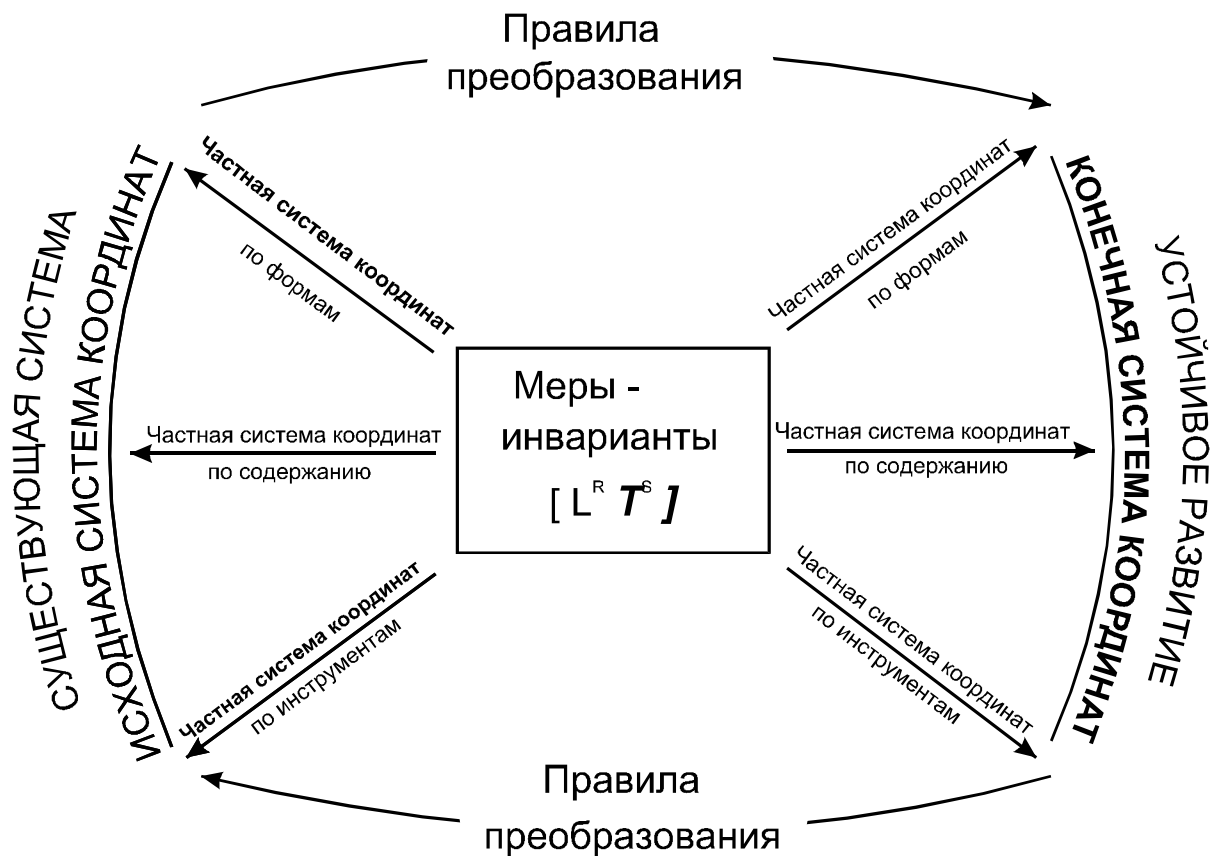 Правила
преобразования
СУЩЕСТВУЮЩАЯ СИСТЕМА
ИСХОДНАЯ СИСТЕМА КООРДИНАТ
Частная система координат
по формам
Частная система координат
по содержанию
Частная система координат
по инструментам
Меры -
инварианты
[ L^R T^S ]
Частная система координат
по формам
Частная система координат
по содержанию
Частная система координат
по инструментам
КОНЕЧНАЯ СИСТЕМА КООРДИНАТ
УСТОЙЧИВОЕ РАЗВИТИЕ
Правила
преобразования